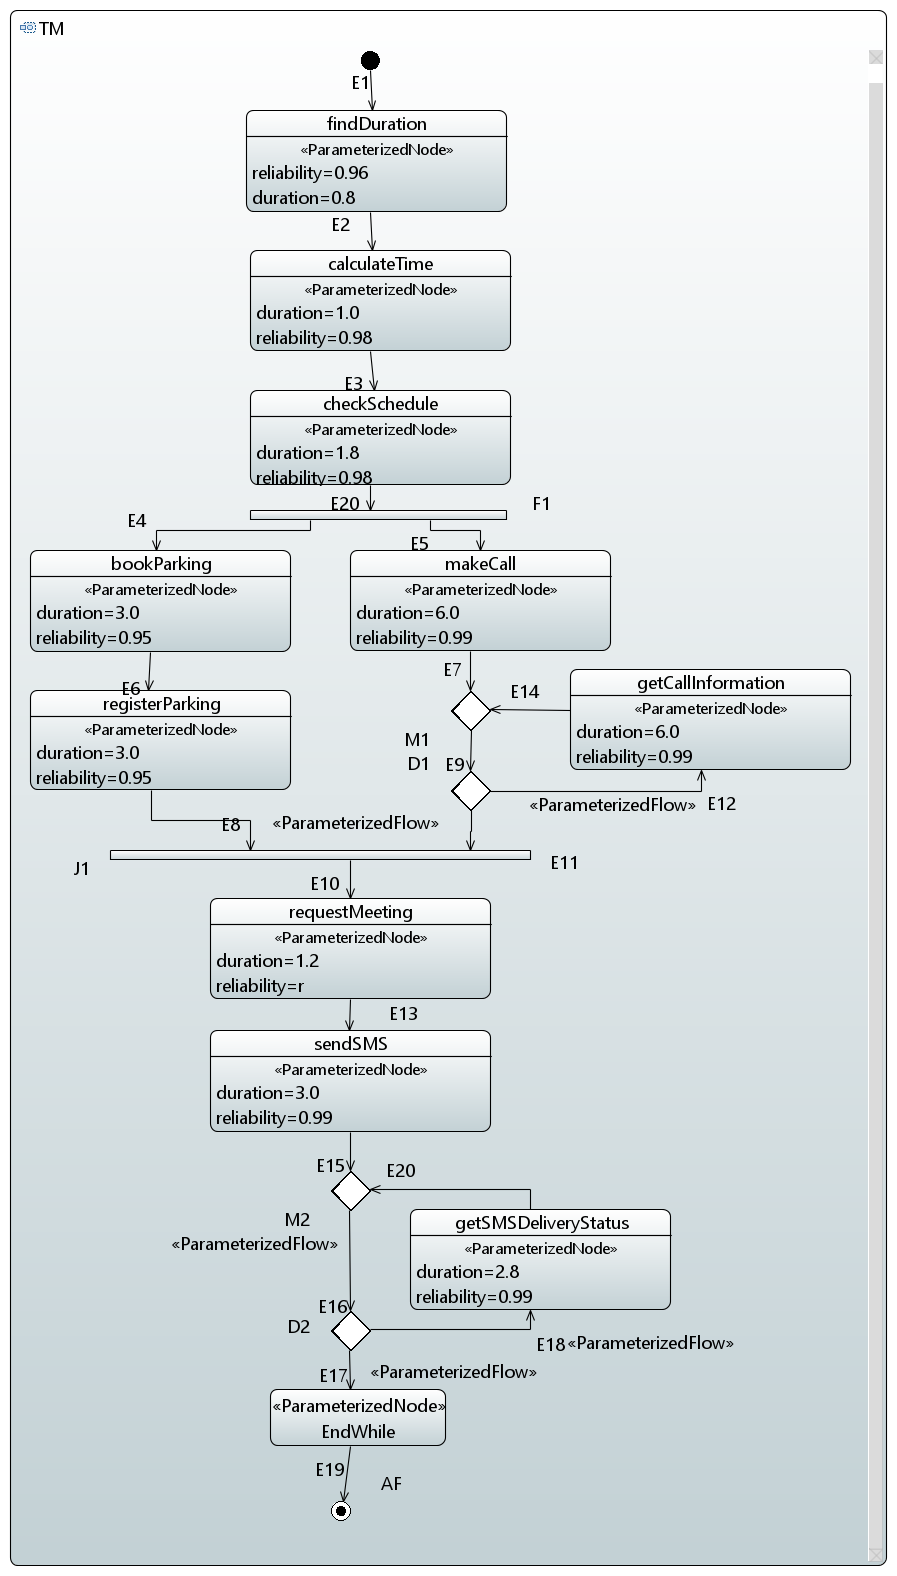 TM
E1
findDuration
«ParameterizedNode»
reliability=0.96
duration=0.8
E2
calculateTime
«ParameterizedNode»
duration=1.0
reliability=0.98
E3
checkSchedule
«ParameterizedNode»
duration=1.8
reliability=0.98
E20
F1
E4
E5
bookParking
«ParameterizedNode»
duration=3.0
reliability=0.95
makeCall
«ParameterizedNode»
duration=6.0
reliability=0.99
E6
E7
registerParking
«ParameterizedNode»
duration=3.0
reliability=0.95
E14
getCallInformation
«ParameterizedNode»
duration=6.0
reliability=0.99
M1
D1
E9
«ParameterizedFlow»
E12
E8
«ParameterizedFlow»
J1
E11
E10
requestMeeting
«ParameterizedNode»
duration=1.2
reliability=r
E13
sendSMS
«ParameterizedNode»
duration=3.0
reliability=0.99
E15
E20
M2
«ParameterizedFlow»
getSMSDeliveryStatus
«ParameterizedNode»
duration=2.8
reliability=0.99
E16
D2
E18
«ParameterizedFlow»
E17
«ParameterizedFlow»
«ParameterizedNode»
EndWhile
E19
AF